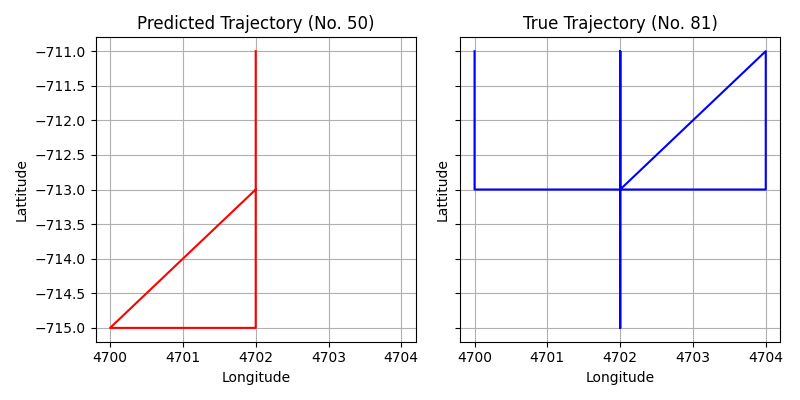 Predicted Trajectory (No. 50)
True Trajectory (No. 81)
Lattitude
−711.0
−711.5
−712.0
−712.5
−713.0
−713.5
−714.0
−714.5
−715.0
4700 4701 4702 4703 4704
Longitude
Lattitude
4700 4701 4702 4703 4704
Longitude